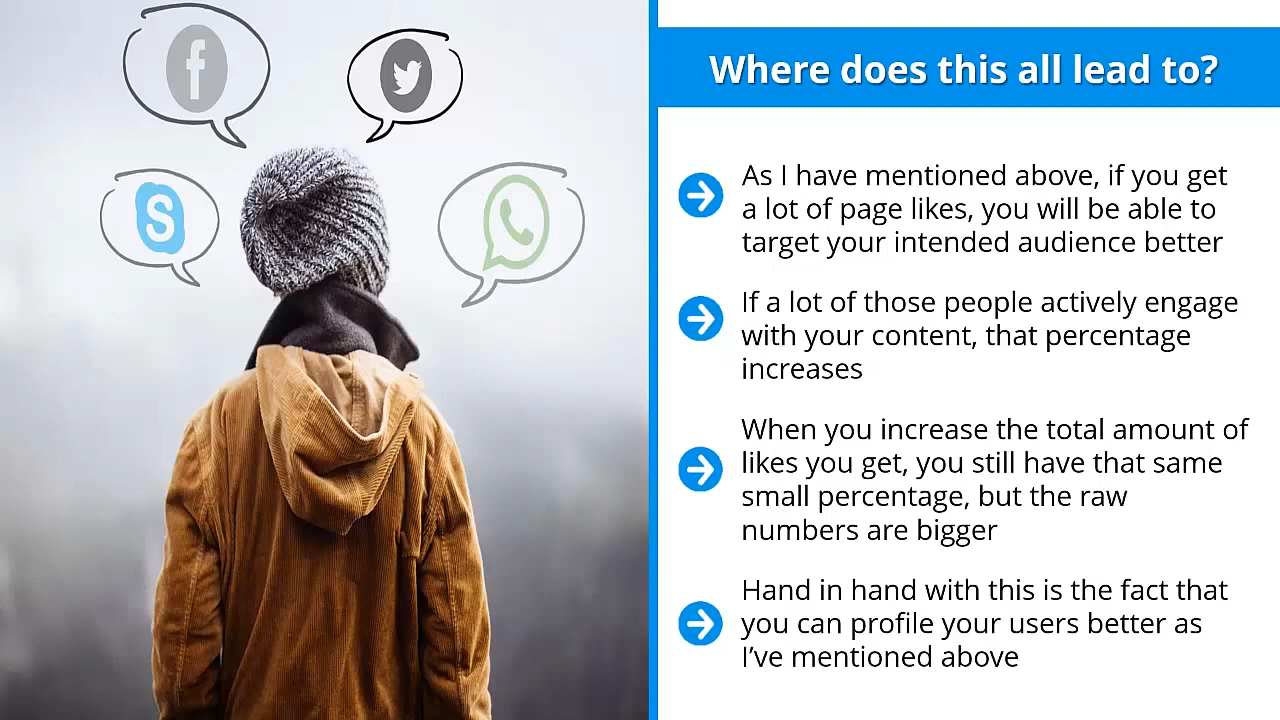 Where does this all lead to?
As I have mentioned above, if you get
a lot of page likes, you will be able to
target your intended audience better
If a lot of those people actively engage
with your content, that percentage
increases
When you increase the total amount of
likes you get, you still have that same
small percentage, but the raw
numbers are bigger
Hand in hand with this is the fact that
you can profile your users better as
I’ve mentioned above